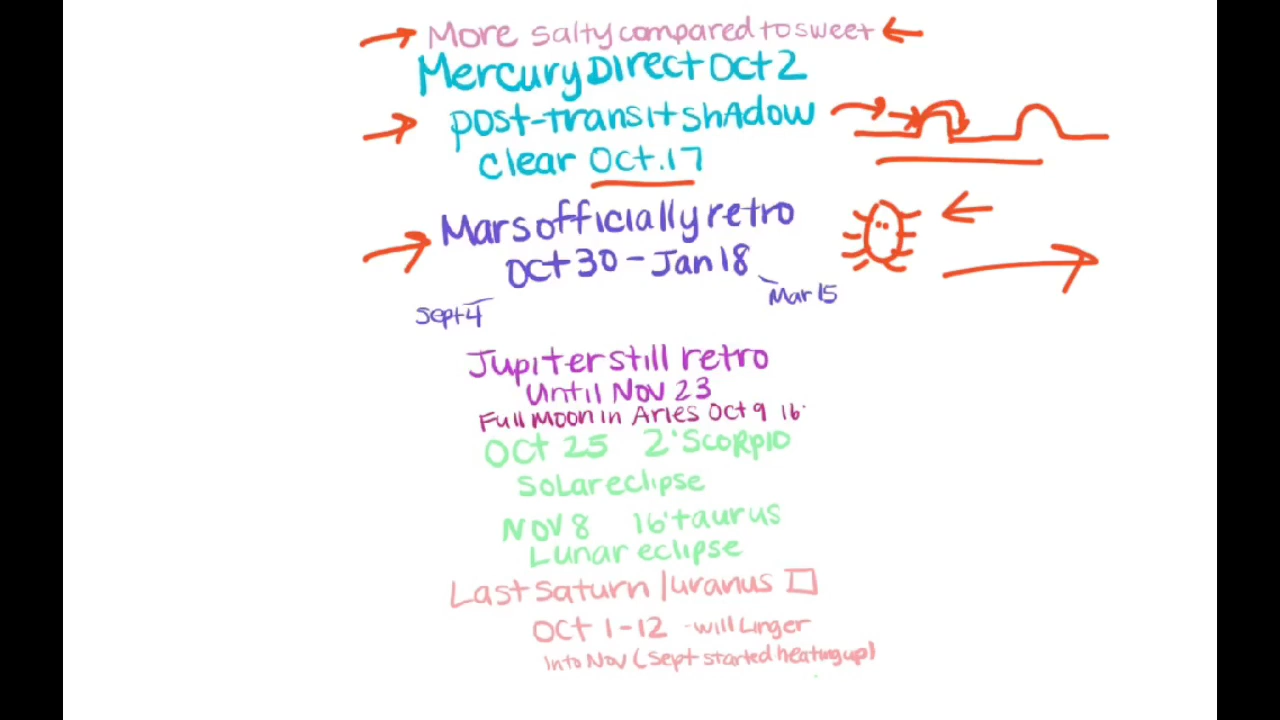 More salty compared to sweet
Mercury Direct Oct 2
post-transit shadow
clear Oct.17
Mars officially retro
Oct 30 - Jan 18
Mar 15
Sept 4
Jupiter still retro
until Nov 23
Full Moon in Aries Oct 9 16°
Oct 25 2° Scorpio
Solar eclipse
Nov 8 16° taurus
Lunar eclipse
Last Saturn / uranus □
Oct 1-12 - will Linger
into Nov (Sept started heating up)